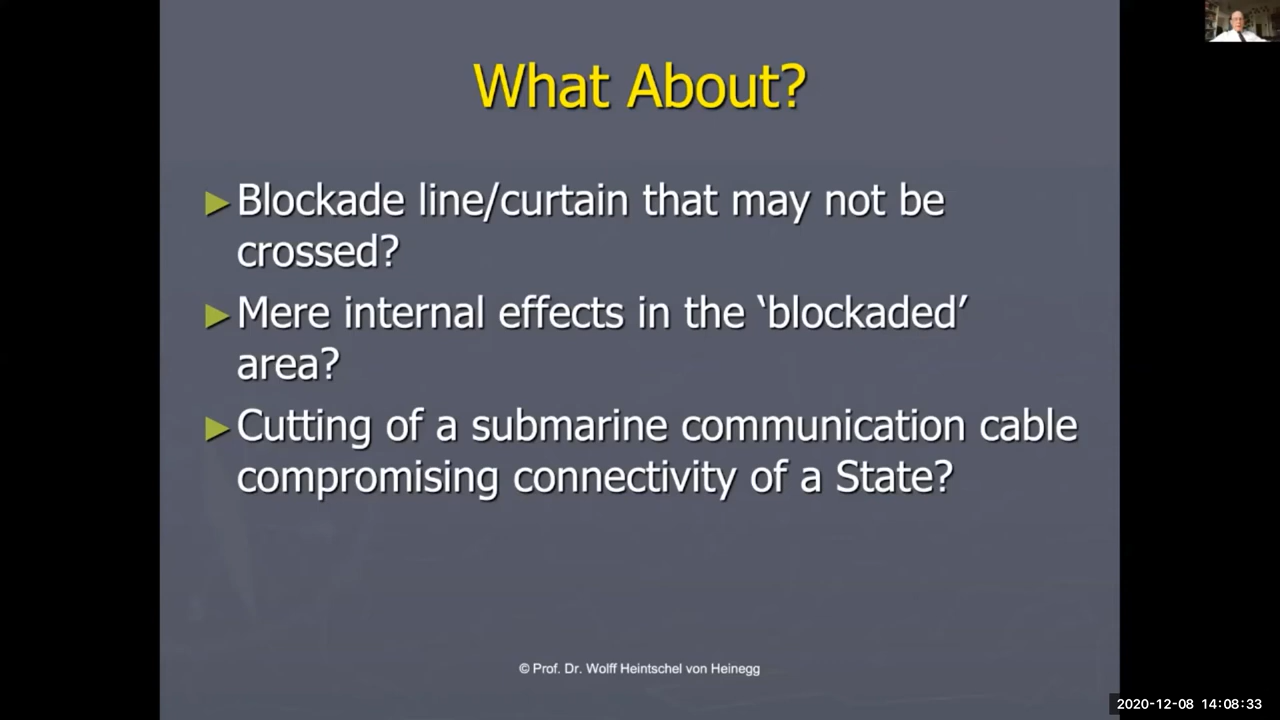 What About?
►Blockade line/curtain that may not be
crossed?
►Mere internal effects in the ‘blockaded’
area?
►Cutting of a submarine communication cable
compromising connectivity of a State?
© Prof. Dr. Wolff Heintschel von Heinegg
2020-12-08 14:08:33